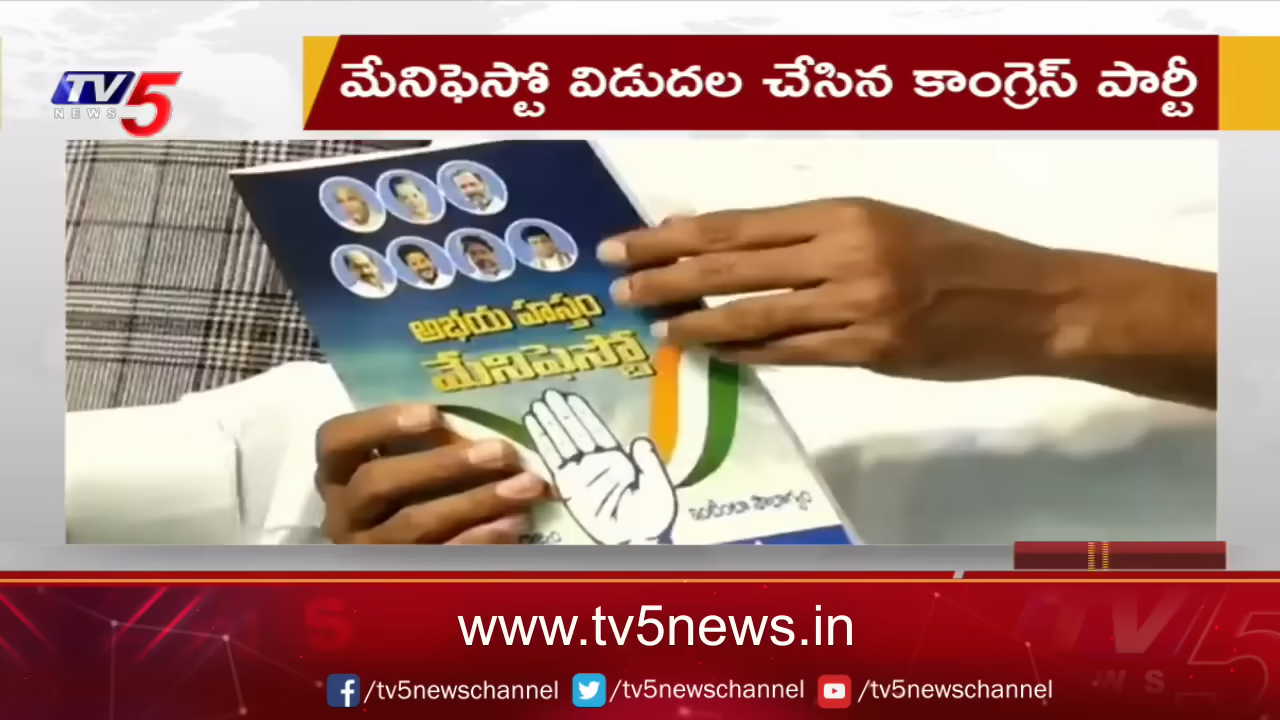 మేనిఫెస్టో విడుదల చేసిన కాంగ్రెస్ పార్టీ
TV5
NEWS
అభయ హస్తం
మేనిఫెస్టో
www.tv5news.in
/tv5newschannel /tv5newschannel /tv5newschannel